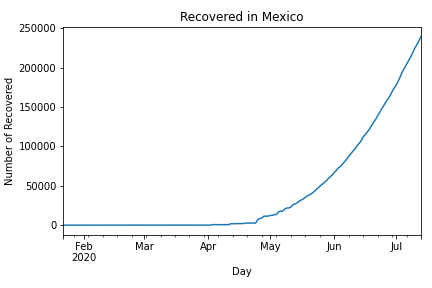 Recovered in Mexico
250000
200000
150000
100000
50000
0
Number of Recovered
Feb Mar Apr May Jun Jul
2020
Day